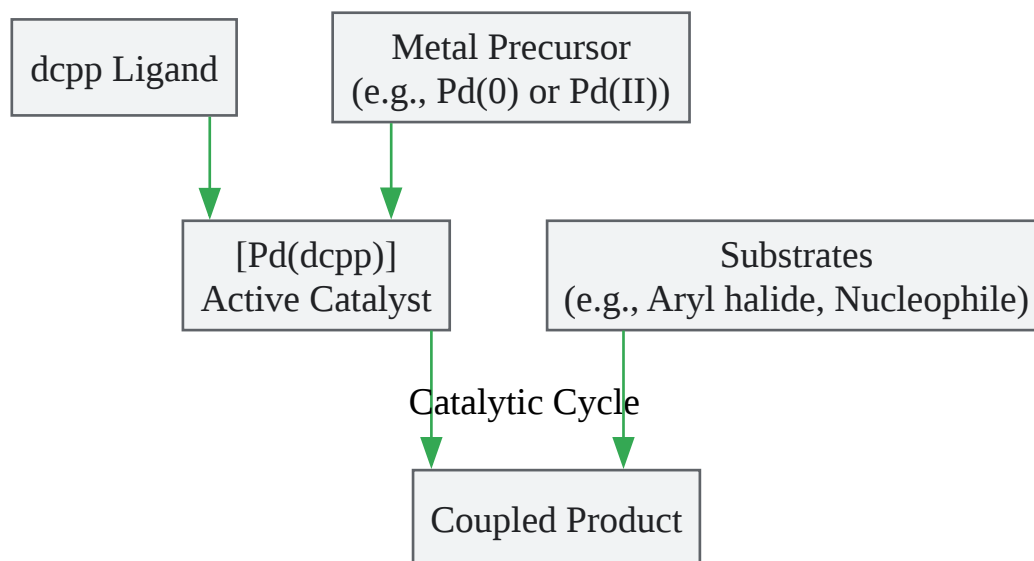 dcpp Ligand
Metal Precursor
(e.g., Pd(0) or Pd(II))
[Pd(dcpp)]
Active Catalyst
Substrates
(e.g., Aryl halide, Nucleophile)
Catalytic Cycle
Coupled Product